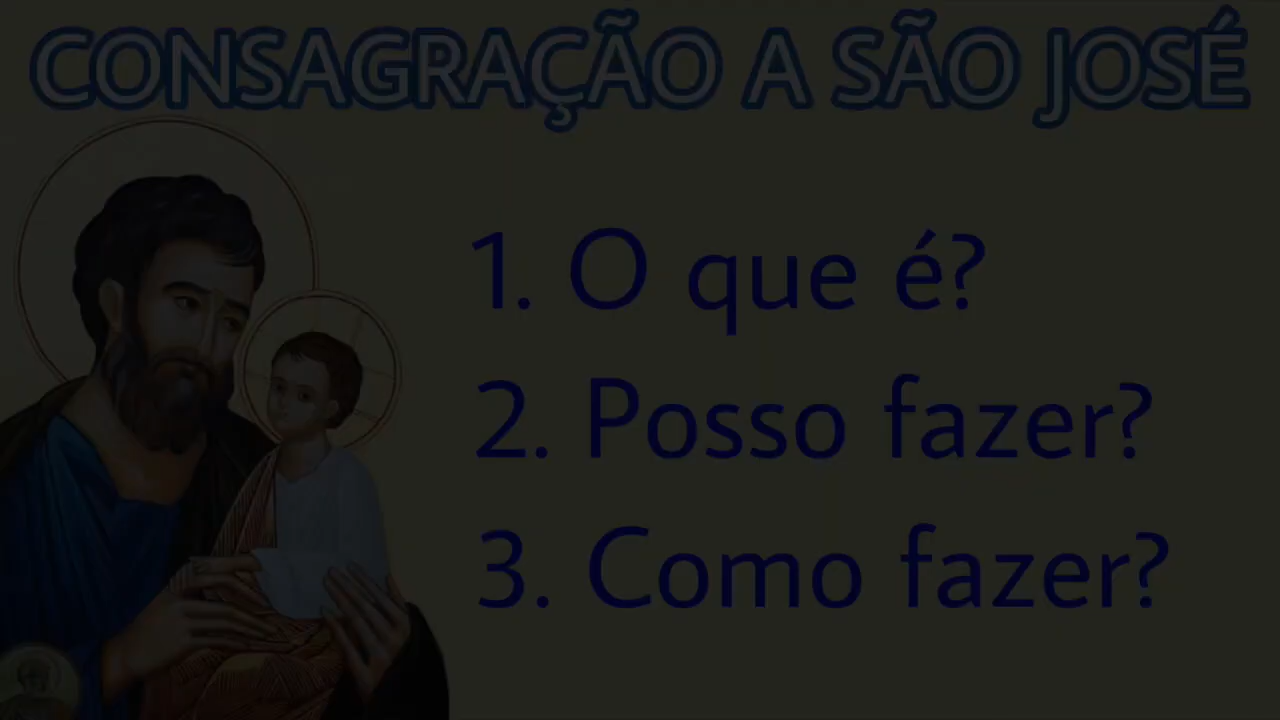 CONSAGRAÇÃO A SÃO JOSÉ
1. O que é?
2. Posso fazer?
3. Como fazer?